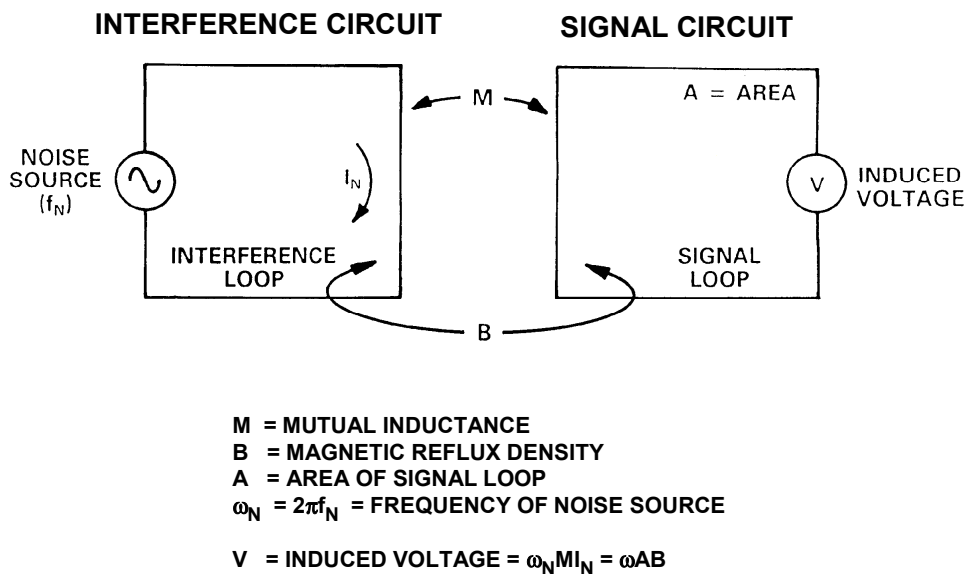 INTERFERENCE CIRCUIT
SIGNAL CIRCUIT
M
A = AREA
NOISE
SOURCE
(fN)
IN
V
INDUCED
VOLTAGE
INTERFERENCE
LOOP
SIGNAL
LOOP
B
M = MUTUAL INDUCTANCE
B = MAGNETIC REFLUX DENSITY
A = AREA OF SIGNAL LOOP
ωN = 2πfN = FREQUENCY OF NOISE SOURCE
V = INDUCED VOLTAGE = ωNMIN = ωAB